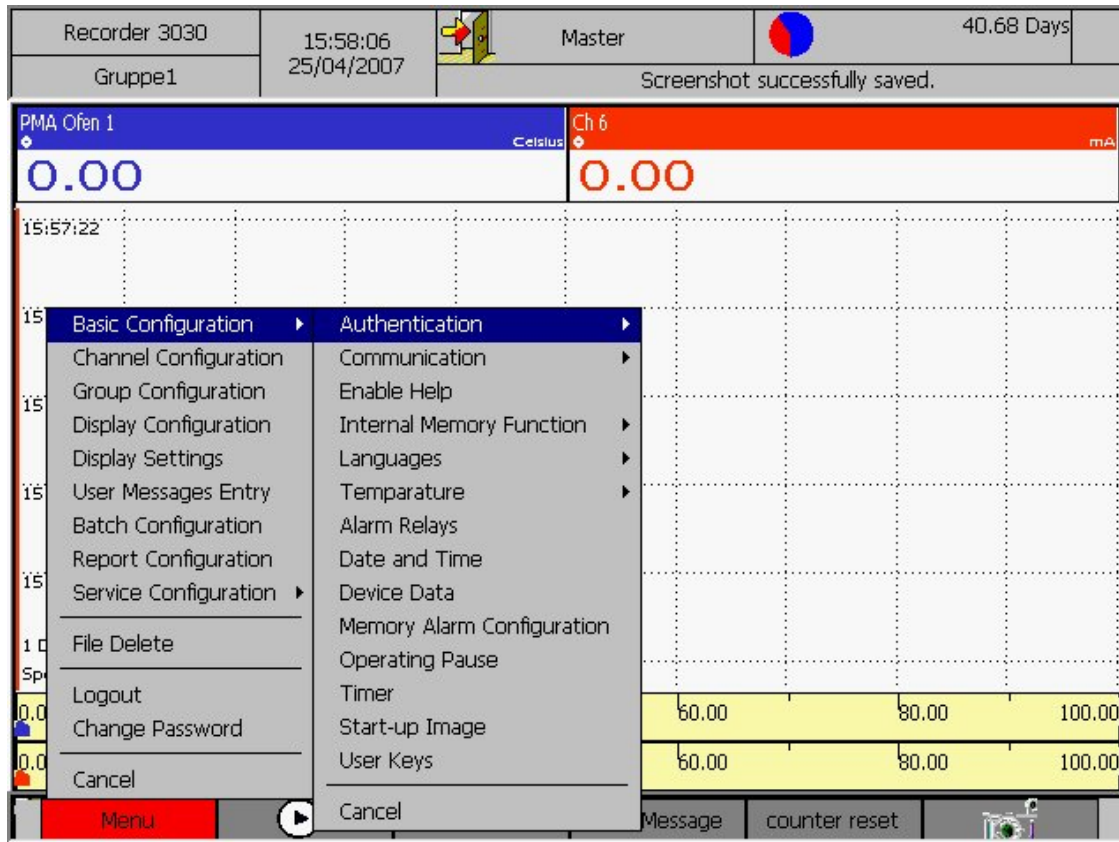 Recorder 3030
Gruppe1
15:58:06
25/04/2007
Master
40.68 Days
Screenshot successfully saved.
PMA Ofen 1
Celsius
0.00
Ch 6
mA
0.00
15:57:22
15
15
15
15
1
Basic Configuration
Channel Configuration
Group Configuration
Display Configuration
Display Settings
User Messages Entry
Batch Configuration
Report Configuration
Service Configuration
File Delete
Logout
Change Password
Cancel
Authentication
Communication
Enable Help
Internal Memory Function
Languages
Temparature
Alarm Relays
Date and Time
Device Data
Memory Alarm Configuration
Operating Pause
Timer
Start-up Image
User Keys
Cancel
60.00 80.00 100.00
60.00 80.00 100.00
Menu
Message
counter reset